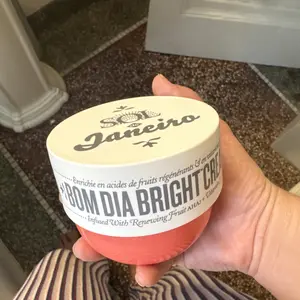 SOL
de
Janeiro
Enrichie en acides de fruits régénérants
BOM DIA BRIGHT CRE
Infused With Renewing Fruit AHAs